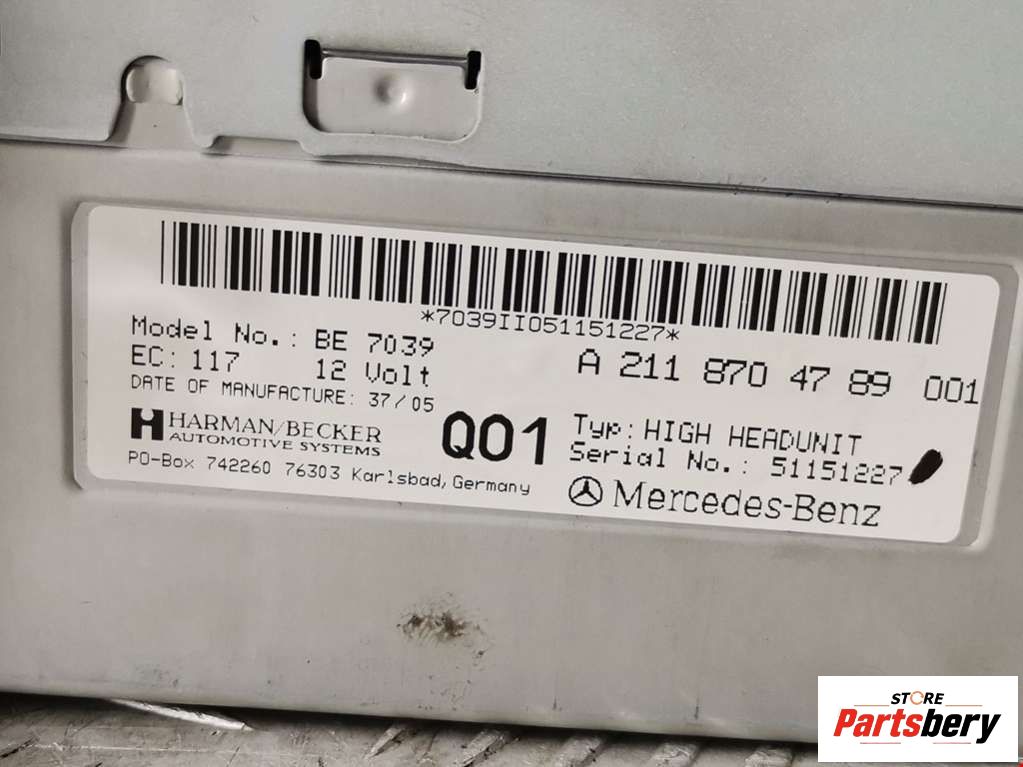 *7039II051151227*
Model No.: BE 7039
EC: 117 12 Volt
DATE OF MANUFACTURE: 37/05
A 211 870 47 89 001
HARMAN/BECKER
AUTOMOTIVE SYSTEMS
PO-Box 742260 76303 Karlsbad, Germany
Q01
Typ: HIGH HEADUNIT
Serial No.: 51151227
Mercedes-Benz
STORE
Partsbery